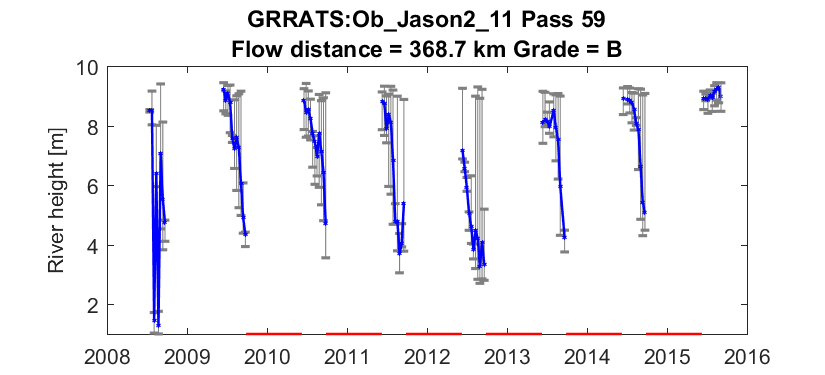 GRRATS:Ob_Jason2_11 Pass 59
Flow distance = 368.7 km Grade = B
10
8
6
4
2
River height [m]
2008 2009 2010 2011 2012 2013 2014 2015 2016